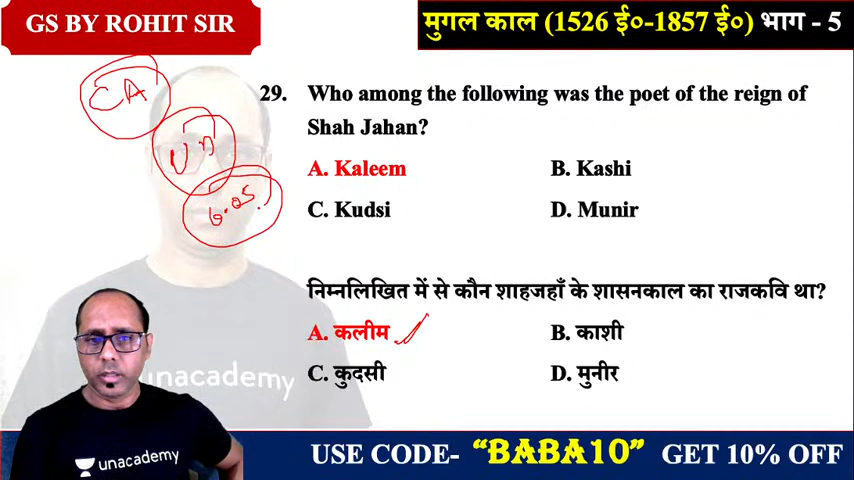 GS BY ROHIT SIR
मुगल काल (1526 ई०-1857 ई०) भाग - 5
CA
29. Who among the following was the poet of the reign of
Shah Jahan?
A. Kaleem B. Kashi
C. Kudsi D. Munir
निम्नलिखित में से कौन शाहजहाँ के शासनकाल का राजकवि था?
A. कलीम B. काशी
C. कुदसी D. मुनीर
unacademy
unacademy
USE CODE- “BABA10” GET 10% OFF